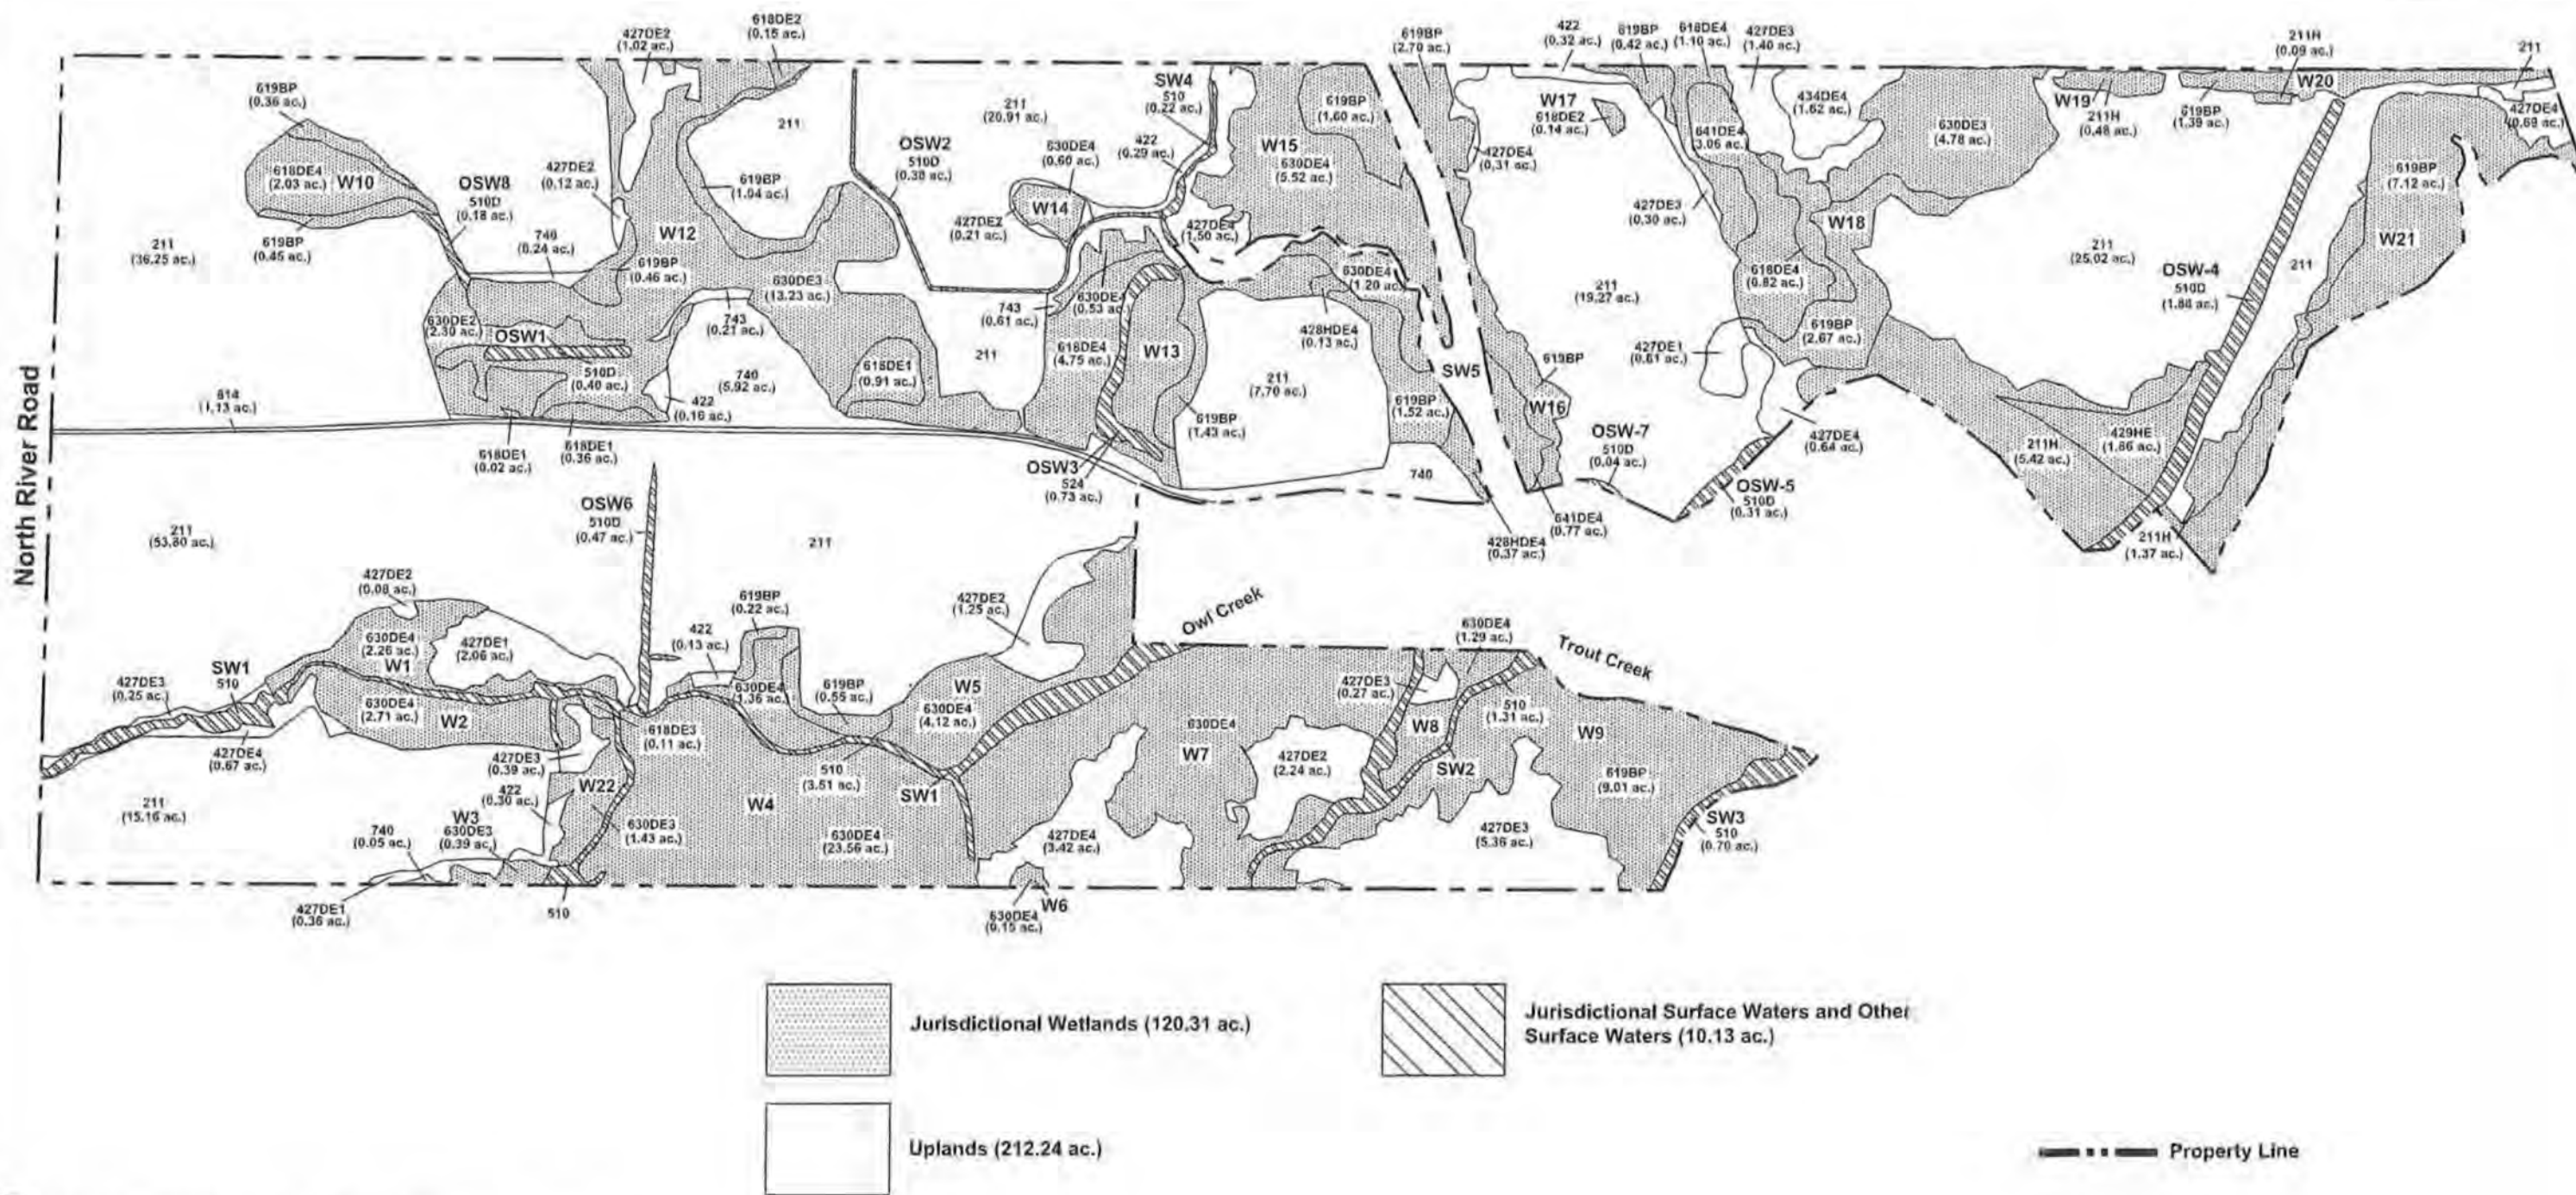 427DE2
(1.02 ac.)
618DE2
(0.15 ac.)
619BP
(2.70 ac.)
422
(0.32 ac.)
619BP
(0.42 ac.)
618DE4
(1.10 ac.)
427DE3
(1.40 ac.)
211H
(0.09 ac.)
211
619BP
(0.36 ac.)
SW4
510
(0.22 ac.)
211
(20.91 ac.)
619BP
(1.60 ac.)
W17
618DE2
(0.14 ac.)
434DE4
(1.62 ac.)
W19
211H
(0.48 ac.)
619BP
(1.39 ac.)
W20
427DE4
(0.69 ac.)
211
641DE4
(3.06 ac.)
630DE3
(4.78 ac.)
618DE4
(2.03 ac.)
W10
OSW8
510D
(0.18 ac.)
427DE2
(0.12 ac.)
619BP
(1.04 ac.)
OSW2
510D
(0.38 ac.)
630DE4
(0.60 ac.)
422
(0.29 ac.)
W15
630DE4
(5.52 ac.)
427DE4
(0.31 ac.)
619BP
(7.12 ac.)
W14
427DE2
(0.21 ac.)
427DE4
(1.50 ac.)
427DE3
(0.30 ac.)
W18
W21
211
(36.25 ac.)
619BP
(0.45 ac.)
740
(0.24 ac.)
W12
619BP
(0.46 ac.)
630DE3
(13.23 ac.)
630DE4
(1.20 ac.)
618DE4
(0.82 ac.)
211
(25.02 ac.)
OSW-4
510D
(1.88 ac.)
211
630DE2
(2.30 ac.)
OSW1
510D
(0.40 ac.)
743
(0.21 ac.)
743
(0.61 ac.)
630DE4
(0.53 ac.)
211
(19.27 ac.)
428HDE4
(0.13 ac.)
619BP
(2.67 ac.)
618DE4
(4.75 ac.)
W13
427DE1
(0.61 ac.)
211
740
(5.92 ac.)
618DE1
(0.91 ac.)
211
(7.70 ac.)
SW5
619BP
W16
619BP
(1.52 ac.)
619BP
(1.43 ac.)
422
(0.16 ac.)
814
(1.13 ac.)
North River Road
618DE1
(0.02 ac.)
618DE1
(0.36 ac.)
OSW3
524
(0.73 ac.)
740
OSW-7
510D
(0.04 ac.)
427DE4
(0.64 ac.)
OSW-5
510D
(0.31 ac.)
211H
(5.42 ac.)
429HE
(1.86 ac.)
641DE4
(0.77 ac.)
428HDE4
(0.37 ac.)
211H
(1.37 ac.)
OSW6
510D
(0.47 ac.)
211
(53.80 ac.)
211
427DE2
(0.08 ac.)
619BP
(0.22 ac.)
427DE2
(1.25 ac.)
Owl Creek
630DE4
(1.29 ac.)
Trout Creek
630DE4
(2.26 ac.)
W1
427DE1
(2.06 ac.)
422
(0.13 ac.)
SW1
510
427DE3
(0.25 ac.)
630DE4
(1.36 ac.)
619BP
(0.55 ac.)
W5
630DE4
(4.12 ac.)
427DE3
(0.27 ac.)
510
(1.31 ac.)
630DE4
(2.71 ac.)
W2
618DE3
(0.11 ac.)
630DE4
W7
W8
W9
427DE4
(0.67 ac.)
427DE3
(0.39 ac.)
510
(3.51 ac.)
SW1
427DE2
(2.24 ac.)
SW2
619BP
(9.01 ac.)
211
(15.16 ac.)
422
(0.30 ac.)
W22
W4
W3
630DE3
(0.39 ac.)
740
(0.05 ac.)
630DE3
(1.43 ac.)
630DE4
(23.56 ac.)
427DE4
(3.42 ac.)
427DE3
(5.36 ac.)
SW3
510
(0.70 ac.)
427DE1
(0.36 ac.)
510
630DE4
(0.15 ac.)
W6
Jurisdictional Wetlands (120.31 ac.)
Jurisdictional Surface Waters and Other
Surface Waters (10.13 ac.)
Uplands (212.24 ac.)
Property Line